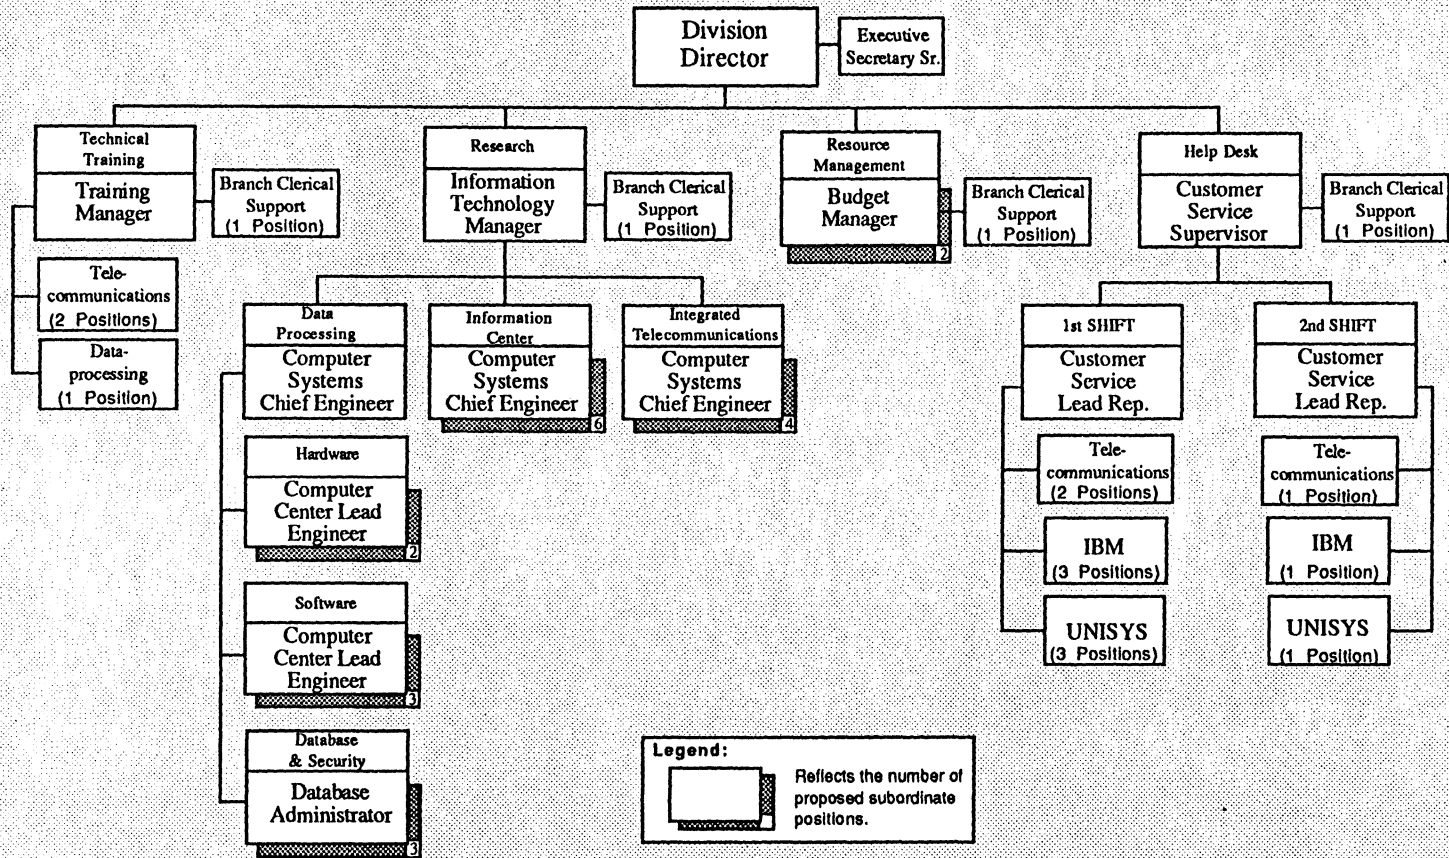 Division
Director
Executive
Secretary Sr.
Technical
Training
Training
Manager
Branch Clerical
Support
(1 Position)
Tele-
communications
(2 Positions)
Data-
processing
(1 Position)
Research
Information
Technology
Manager
Branch Clerical
Support
(1 Position)
Data
Processing
Computer
Systems
Chief Engineer
Information
Center
Computer
Systems
Chief Engineer
6
Integrated
Telecommunications
Computer
Systems
Chief Engineer
4
Hardware
Computer
Center Lead
Engineer
2
Software
Computer
Center Lead
Engineer
3
Database
& Security
Database
Administrator
3
Resource
Management
Budget
Manager
2
Branch Clerical
Support
(1 Position)
Help Desk
Customer
Service
Supervisor
Branch Clerical
Support
(1 Position)
1st SHIFT
Customer
Service
Lead Rep.
Tele-
communications
(2 Positions)
IBM
(3 Positions)
UNISYS
(3 Positions)
2nd SHIFT
Customer
Service
Lead Rep.
Tele-
communications
(1 Position)
IBM
(1 Position)
UNISYS
(1 Position)
Legend:
Reflects the number of
proposed subordinate
positions.